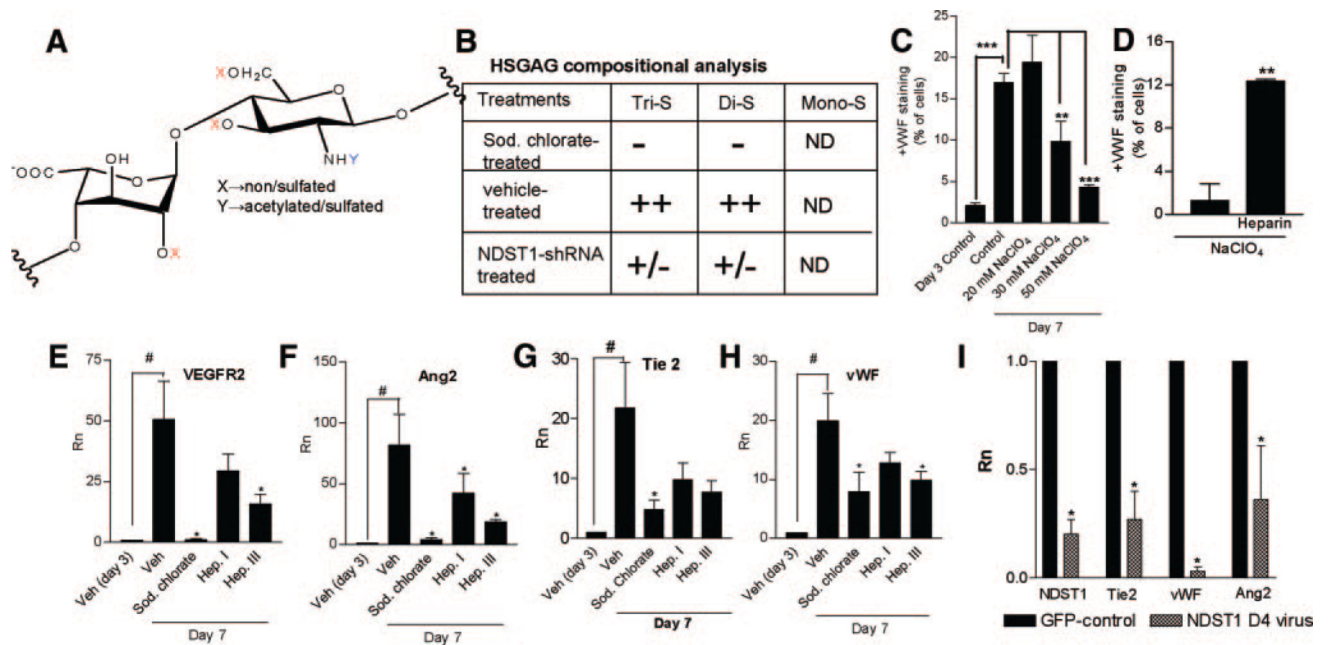 A
X
OH₂C
O
X
O
O
NH
Y
O
⁻OOC
OH
O
O
O
X
X→non/sulfated
Y→acetylated/sulfated
B
HSGAG compositional analysis
Treatments Tri-S Di-S Mono-S
Sod. chlorate-
treated - - ND
vehicle-
treated ++ ++ ND
NDST1-shRNA
treated +/- +/- ND
C
+VWF staining
(% of cells)
25
20
15
10
5
0
***
**
***
Day 3 Control
Control
20 mM NaClO₄
30 mM NaClO₄
50 mM NaClO₄
Day 7
D
+VWF staining
(% of cells)
16
12
8
4
0
**
Heparin
NaClO₄
E
VEGFR2
Rn
75
50
25
0
#
*
*
Veh (day 3)
Veh
Sod. chlorate
Hep. I
Hep. III
Day 7
F
Ang2
Rn
150
100
50
0
#
*
*
*
Veh (day 3)
Veh
Sod. chlorate
Hep. I
Hep. III
Day 7
G
Tie 2
Rn
30
20
10
0
#
*
Veh (day 3)
Veh
Sod. Chlorate
Hep. I
Hep. III
Day 7
H
vWF
Rn
30
20
10
0
#
*
*
Veh (day 3)
Veh
Sod. chlorate
Hep. I
Hep. III
Day 7
I
Rn
1.0
0.5
0.0
*
*
*
*
NDST1 Tie2 vWF Ang2
GFP-control NDST1 D4 virus